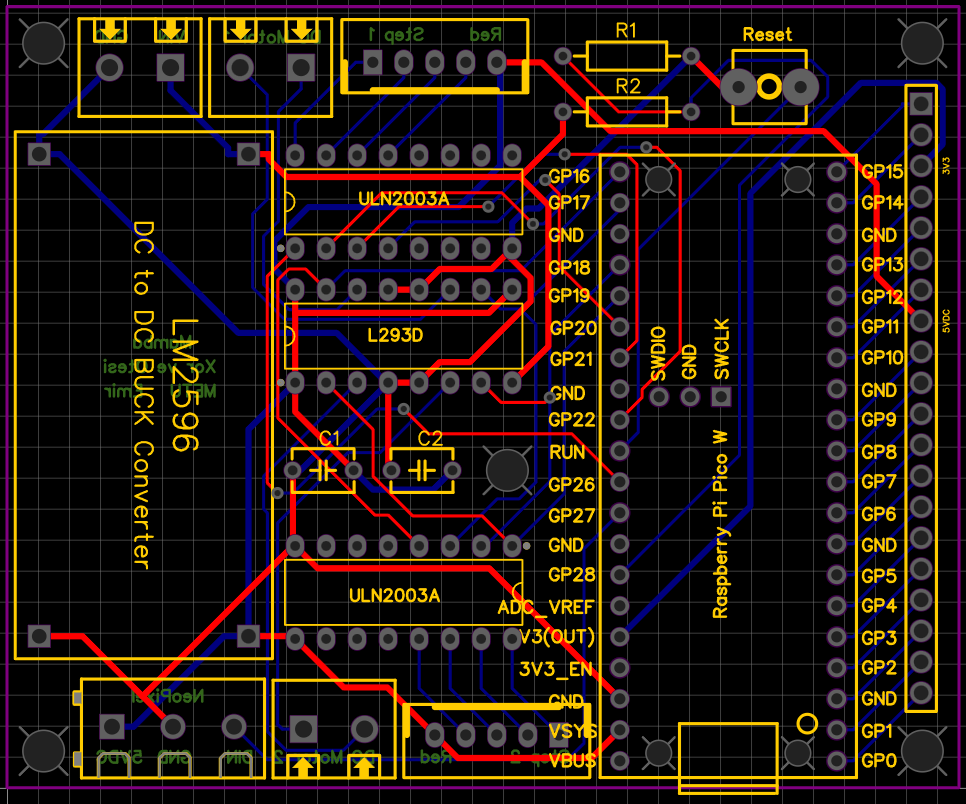 R1
Reset
Step 1
Red
R2
3V3
GP15
GP16
ULN2003A
GP17
GP14
GND
GND
GP18
GP13
GP19
GP12
5VDC
GP20
GP11
L293D
GP21
GP10
SWDIO
GND
SWCLK
DC to DC BUCK Converter
LM2596
GND
GND
GP22
GP9
C1
C2
RUN
GP8
GP26
GP7
Raspberry Pi Pico W
GP27
GP6
GND
GND
GP28
GP5
ULN2003A
ADC_VREF
GP4
V3(OUT)
GP3
3V3_EN
GP2
NeoPixel
GND
GND
VSYS
GP1
5VDC
GND
DIN
Red
VBUS
GP0